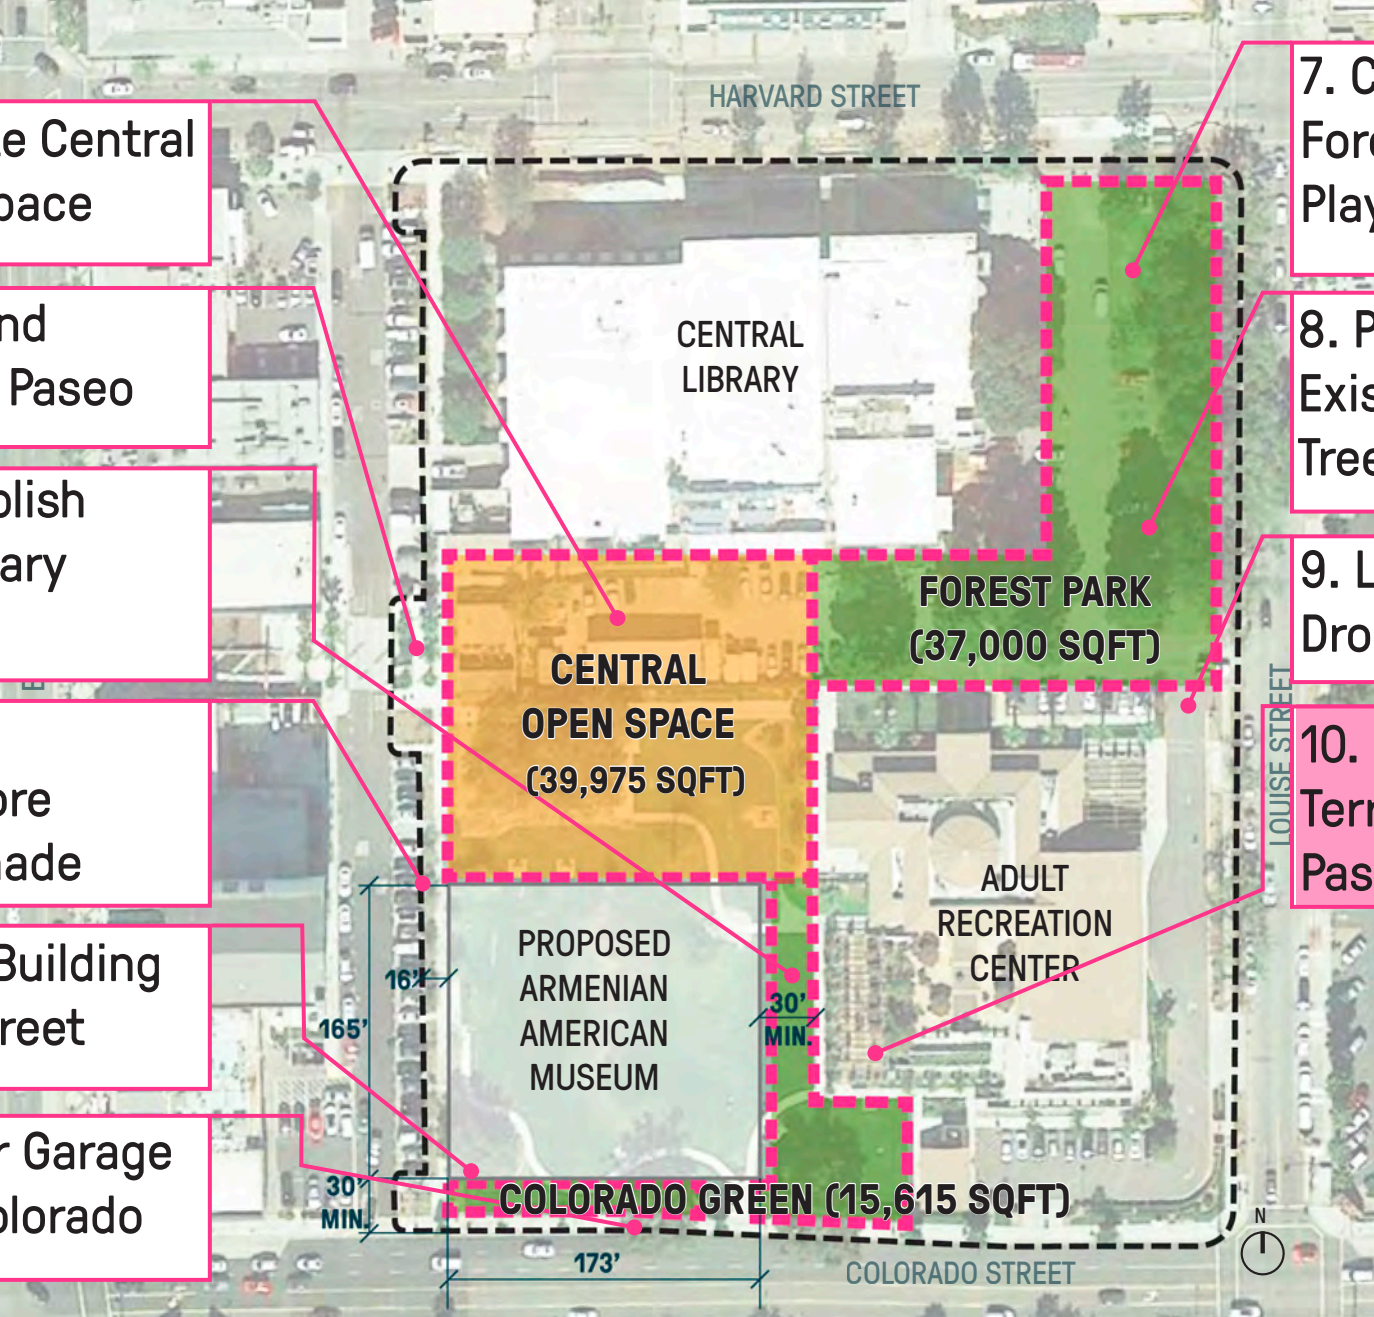 HARVARD STREET
e Central
pace
nd
Paseo
olish
ary
ore
nade
Building
reet
r Garage
olorado
7. C
Fore
Play
8. P
Exis
Tree
9. L
Dro
10.
Terr
Pas
CENTRAL
LIBRARY
FOREST PARK
(37,000 SQFT)
CENTRAL
OPEN SPACE
(39,975 SQFT)
LOUISE STREET
ADULT
RECREATION
CENTER
PROPOSED
ARMENIAN
AMERICAN
MUSEUM
16'
165'
30'
MIN.
30'
MIN.
COLORADO GREEN (15,615 SQFT)
173'
COLORADO STREET
N